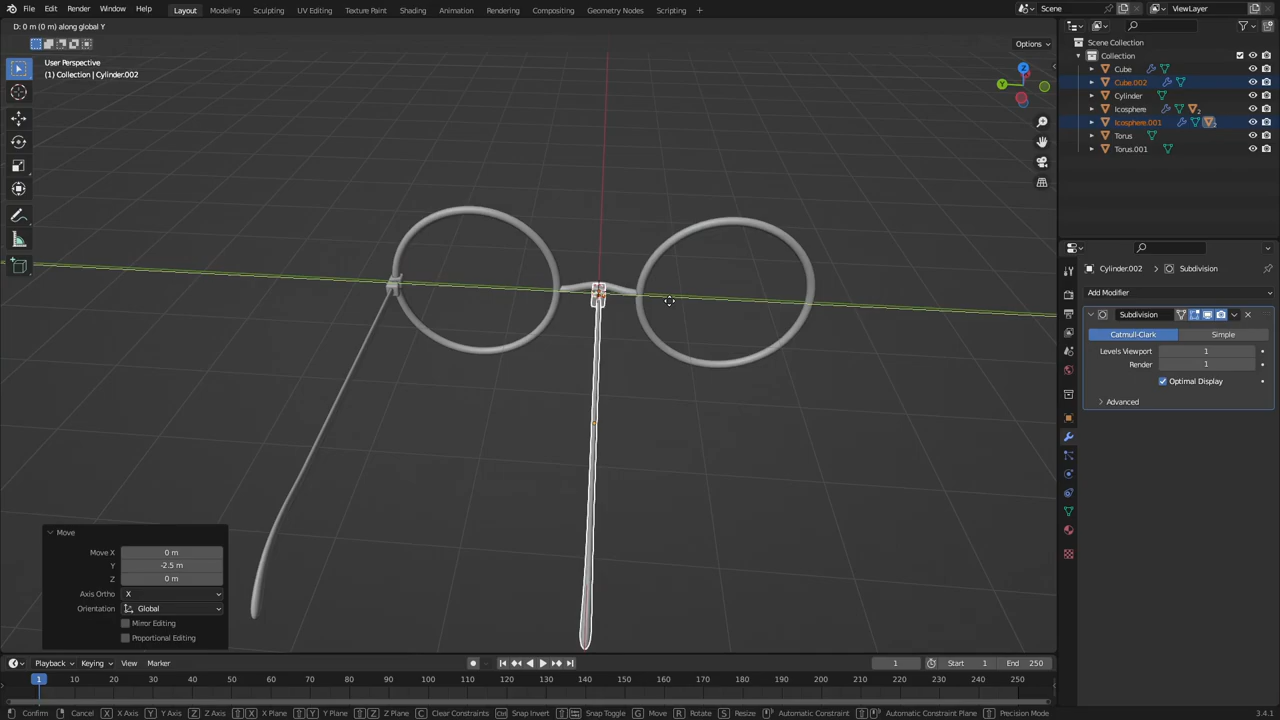 File Edit Render Window Help Layout Modeling Sculpting UV Editing Texture Paint Shading Animation Rendering Compositing Geometry Nodes Scripting Scene ViewLayer
D: 0 m (0 m) along global Y
Options
User Perspective
(1) Collection | Cylinder.002
Z
Y
Scene Collection
Collection
Cube
Cube.002
Cylinder
Icosphere
2
Icosphere.001
Torus
Torus.001
Cylinder.002 Subdivision
Add Modifier
Subdivision
Catmull-Clark Simple
Levels Viewport 1
Render 1
Optimal Display
Advanced
Move
Move X 0 m
Y -2.5 m
Z 0 m
Axis Ortho X
Orientation Global
Mirror Editing
Proportional Editing
Playback Keying View Marker 1 Start 1 End 250
1 10 20 30 40 50 60 70 80 90 100 110 120 130 140 150 160 170 180 190 200 210 220 230 240 250
Confirm Cancel X X Axis Y Y Axis Z Z Axis X X Plane Y Y Plane Z Z Plane C Clear Constraints Ctrl Snap Invert Snap Toggle G Move R Rotate S Resize Automatic Constraint Automatic Constraint Plane Precision Mode 3.4.1